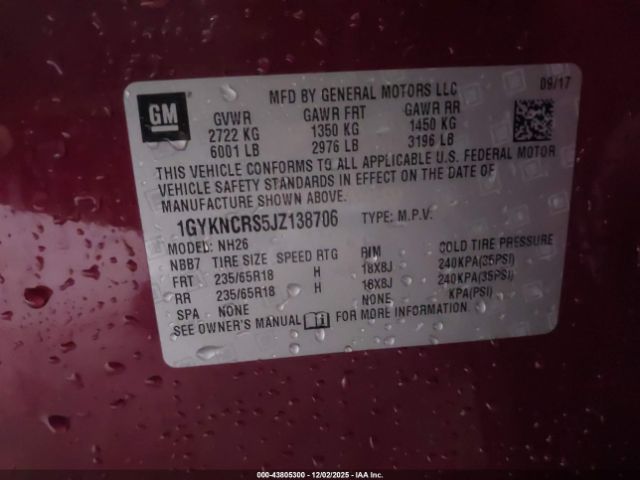 MFD BY GENERAL MOTORS LLC 09/17
GM
GVWR GAWR FRT GAWR RR
2722 KG 1350 KG 1450 KG
6001 LB 2976 LB 3196 LB
THIS VEHICLE CONFORMS TO ALL APPLICABLE U.S. FEDERAL MOTOR
VEHICLE SAFETY STANDARDS IN EFFECT ON THE DATE OF
MANUFACTURE SHOWN ABOVE.
1GYKNCRS5JZ138706 TYPE: M.P.V.
MODEL: NH26
NBB7 TIRE SIZE SPEED RTG RIM COLD TIRE PRESSURE
FRT 235/65R18 H 18X8J 240KPA(35PSI)
RR 235/65R18 H 18X8J 240KPA(35PSI)
SPA NONE NONE KPA(PSI)
SEE OWNER'S MANUAL FOR MORE INFORMATION.
000-43805300 - 12/02/2025 - IAAI.COM